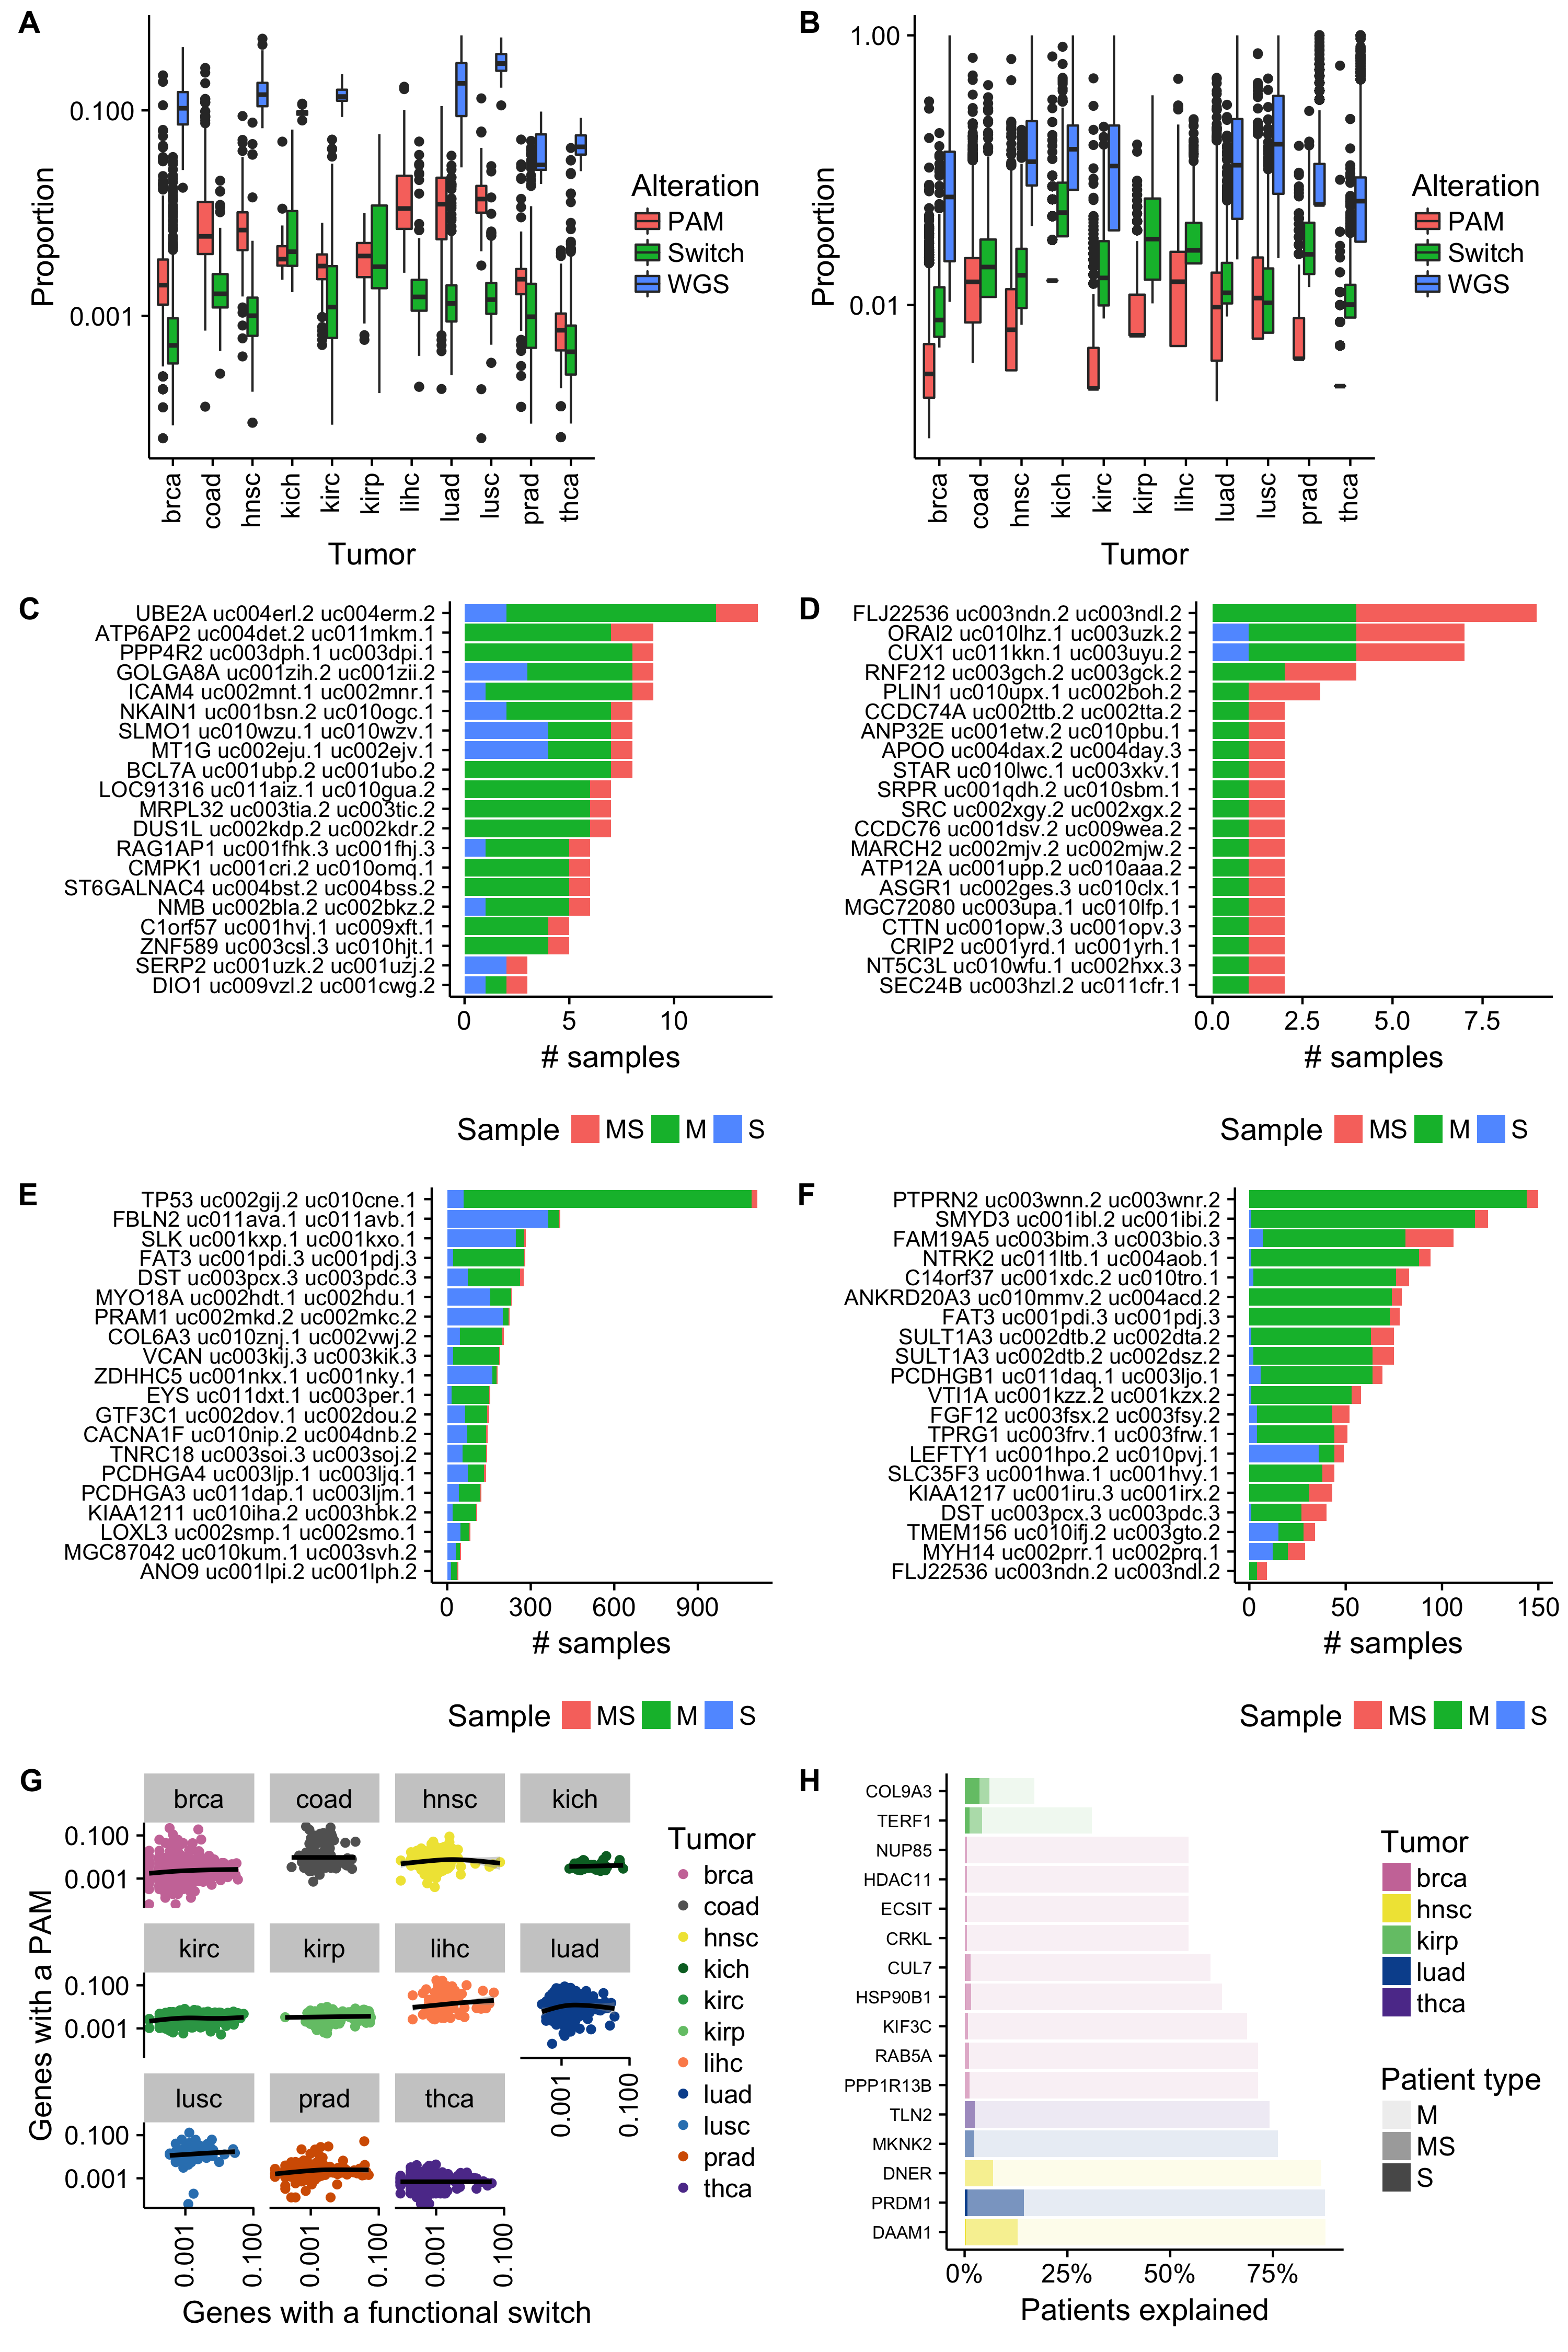 A
0.100
0.001
Proportion
brca
coad
hnsc
kich
kirc
kirp
lihc
luad
lusc
prad
thca
Tumor
Alteration
PAM
Switch
WGS
B
1.00
0.01
Proportion
brca
coad
hnsc
kich
kirc
kirp
lihc
luad
lusc
prad
thca
Tumor
Alteration
PAM
Switch
WGS
C
UBE2A uc004erl.2 uc004erm.2
ATP6AP2 uc004det.2 uc011mkm.1
PPP4R2 uc003dph.1 uc003dpi.1
GOLGA8A uc001zih.2 uc001zii.2
ICAM4 uc002mnt.1 uc002mnr.1
NKAIN1 uc001bsn.2 uc010ogc.1
SLMO1 uc010wzu.1 uc010wzv.1
MT1G uc002eju.1 uc002ejv.1
BCL7A uc001ubp.2 uc001ubo.2
LOC91316 uc011aiz.1 uc010gua.2
MRPL32 uc003tia.2 uc003tic.2
DUS1L uc002kdp.2 uc002kdr.2
RAG1AP1 uc001fhk.3 uc001fhj.3
CMPK1 uc001cri.2 uc010omq.1
ST6GALNAC4 uc004bst.2 uc004bss.2
NMB uc002bla.2 uc002bkz.2
C1orf57 uc001hvj.1 uc009xft.1
ZNF589 uc003csl.3 uc010hjt.1
SERP2 uc001uzk.2 uc001uzj.2
DIO1 uc009vzl.2 uc001cwg.2
0 5 10
# samples
Sample MS M S
D
FLJ22536 uc003ndn.2 uc003ndl.2
ORAI2 uc010lhz.1 uc003uzk.2
CUX1 uc011kkn.1 uc003uyu.2
RNF212 uc003gch.2 uc003gck.2
PLIN1 uc010upx.1 uc002boh.2
CCDC74A uc002ttb.2 uc002tta.2
ANP32E uc001etw.2 uc010pbu.1
APOO uc004dax.2 uc004day.3
STAR uc010lwc.1 uc003xkv.1
SRPR uc001qdh.2 uc010sbm.1
SRC uc002xgy.2 uc002xgx.2
CCDC76 uc001dsv.2 uc009wea.2
MARCH2 uc002mjv.2 uc002mjw.2
ATP12A uc001upp.2 uc010aaa.2
ASGR1 uc002ges.3 uc010clx.1
MGC72080 uc003upa.1 uc010lfp.1
CTTN uc001opw.3 uc001opv.3
CRIP2 uc001yrd.1 uc001yrh.1
NT5C3L uc010wfu.1 uc002hxx.3
SEC24B uc003hzl.2 uc011cfr.1
0.0 2.5 5.0 7.5
# samples
Sample MS M S
E
TP53 uc002gij.2 uc010cne.1
FBLN2 uc011ava.1 uc011avb.1
SLK uc001kxp.1 uc001kxo.1
FAT3 uc001pdi.3 uc001pdj.3
DST uc003pcx.3 uc003pdc.3
MYO18A uc002hdt.1 uc002hdu.1
PRAM1 uc002mkd.2 uc002mkc.2
COL6A3 uc010znj.1 uc002vwj.2
VCAN uc003kij.3 uc003kik.3
ZDHHC5 uc001nkx.1 uc001nky.1
EYS uc011dxt.1 uc003per.1
GTF3C1 uc002dov.1 uc002dou.2
CACNA1F uc010nip.2 uc004dnb.2
TNRC18 uc003soi.3 uc003soj.2
PCDHGA4 uc003ljp.1 uc003ljq.1
PCDHGA3 uc011dap.1 uc003ljm.1
KIAA1211 uc010iha.2 uc003hbk.2
LOXL3 uc002smp.1 uc002smo.1
MGC87042 uc010kum.1 uc003svh.2
ANO9 uc001lpi.2 uc001lph.2
0 300 600 900
# samples
Sample MS M S
F
PTPRN2 uc003wnn.2 uc003wnr.2
SMYD3 uc001ibl.2 uc001ibi.2
FAM19A5 uc003bim.3 uc003bio.3
NTRK2 uc011ltb.1 uc004aob.1
C14orf37 uc001xdc.2 uc010tro.1
ANKRD20A3 uc010mmv.2 uc004acd.2
FAT3 uc001pdi.3 uc001pdj.3
SULT1A3 uc002dtb.2 uc002dta.2
SULT1A3 uc002dtb.2 uc002dsz.2
PCDHGB1 uc011daq.1 uc003ljo.1
VTI1A uc001kzz.2 uc001kzx.2
FGF12 uc003fsx.2 uc003fsy.2
TPRG1 uc003frv.1 uc003frw.1
LEFTY1 uc001hpo.2 uc010pvj.1
SLC35F3 uc001hwa.1 uc001hvy.1
KIAA1217 uc001iru.3 uc001irx.2
DST uc003pcx.3 uc003pdc.3
TMEM156 uc010ifj.2 uc003gto.2
MYH14 uc002prr.1 uc002prq.1
FLJ22536 uc003ndn.2 uc003ndl.2
0 50 100 150
# samples
Sample MS M S
G
brca coad hnsc kich
0.100
0.001
kirc kirp lihc luad
0.100
0.001
0.001 0.100
lusc prad thca
0.100
0.001
0.001 0.100 0.001 0.100 0.001 0.100
Genes with a PAM
Genes with a functional switch
Tumor
brca
coad
hnsc
kich
kirc
kirp
lihc
luad
lusc
prad
thca
H
COL9A3
TERF1
NUP85
HDAC11
ECSIT
CRKL
CUL7
HSP90B1
KIF3C
RAB5A
PPP1R13B
TLN2
MKNK2
DNER
PRDM1
DAAM1
0% 25% 50% 75%
Patients explained
Tumor
brca
hnsc
kirp
luad
thca
Patient type
M
MS
S